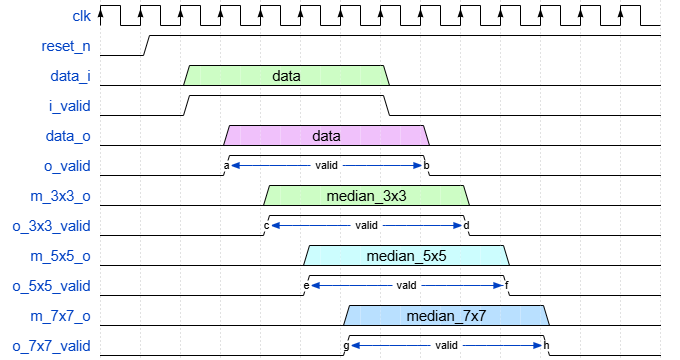 clk
reset_n
data_i data
i_valid
data_o data
o_valid a valid b
m_3x3_o median_3x3
o_3x3_valid c valid d
m_5x5_o median_5x5
o_5x5_valid e vald f
m_7x7_o median_7x7
o_7x7_valid g valid h